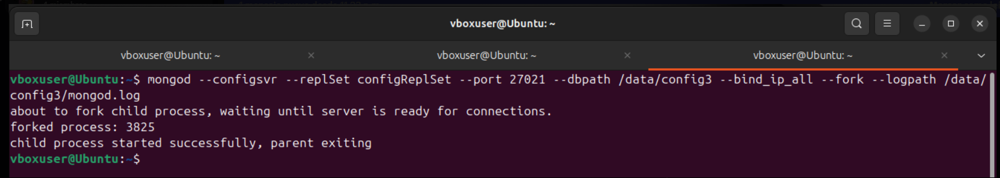 vboxuser@Ubuntu: ~
vboxuser@Ubuntu: ~
vboxuser@Ubuntu: ~
vboxuser@Ubuntu: ~
vboxuser@Ubuntu:~$ mongod --configsvr --replSet configReplSet --port 27021 --dbpath /data/config3 --bind_ip_all --fork --logpath /data/
config3/mongod.log
about to fork child process, waiting until server is ready for connections.
forked process: 3825
child process started successfully, parent exiting
vboxuser@Ubuntu:~$